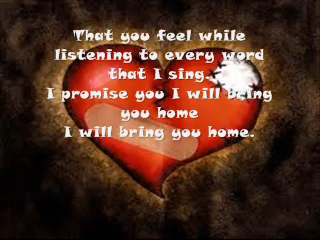 That you feel while
listening to every word
that I sing.
I promise you I will bring
you home
I will bring you home.